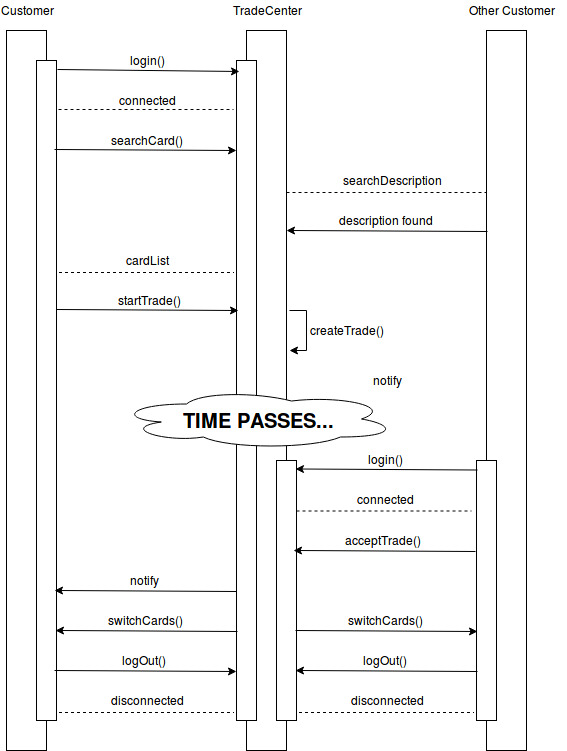 Customer
TradeCenter
Other Customer
login()
connected
searchCard()
searchDescription
description found
cardList
startTrade()
createTrade()
notify
TIME PASSES...
login()
connected
acceptTrade()
notify
switchCards()
switchCards()
logOut()
logOut()
disconnected
disconnected